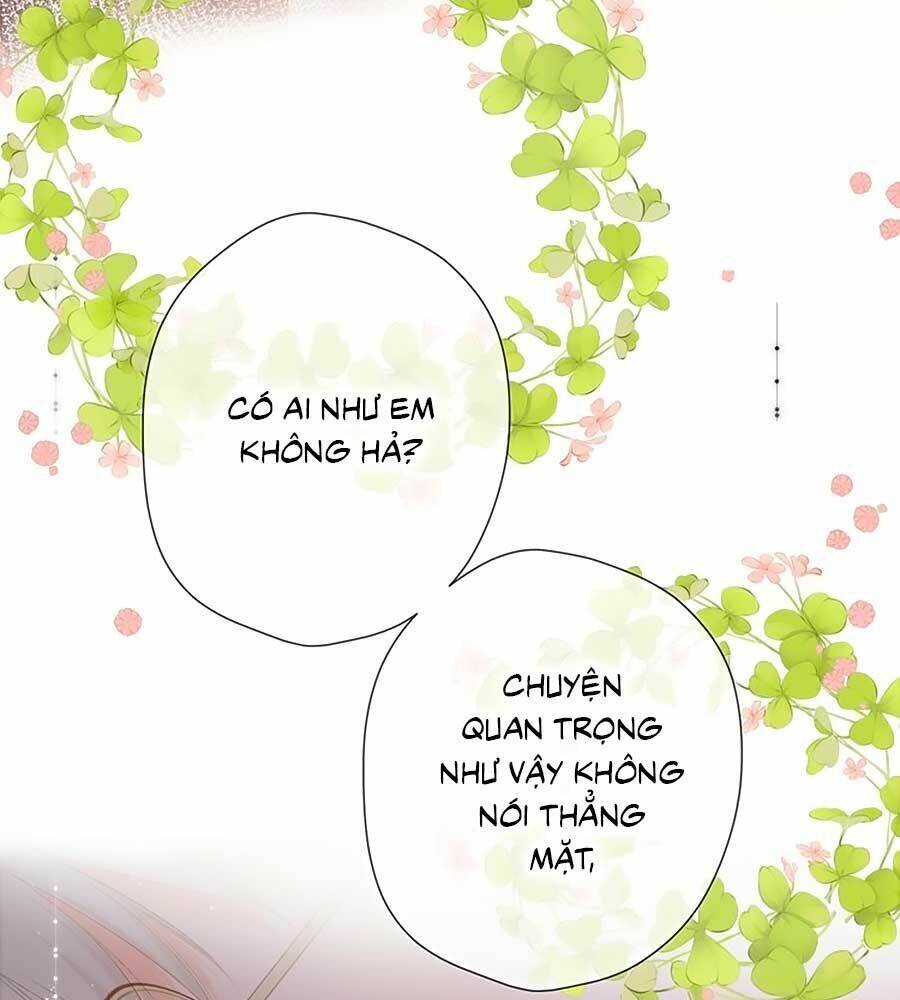 CÓ AI NHƯ EM
KHÔNG HẢ?
CHUYỆN
QUAN TRỌNG
NHƯ VẬY KHÔNG
NÓI THẲNG
MẶT,